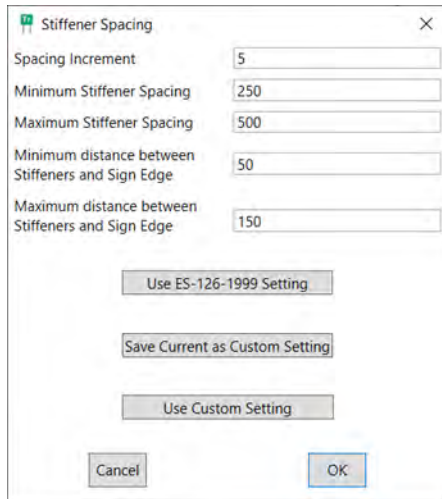 Stiffener Spacing
Spacing Increment 5
Minimum Stiffener Spacing 250
Maximum Stiffener Spacing 500
Minimum distance between
Stiffeners and Sign Edge 50
Maximum distance between
Stiffeners and Sign Edge 150
Use ES-126-1999 Setting
Save Current as Custom Setting
Use Custom Setting
Cancel OK